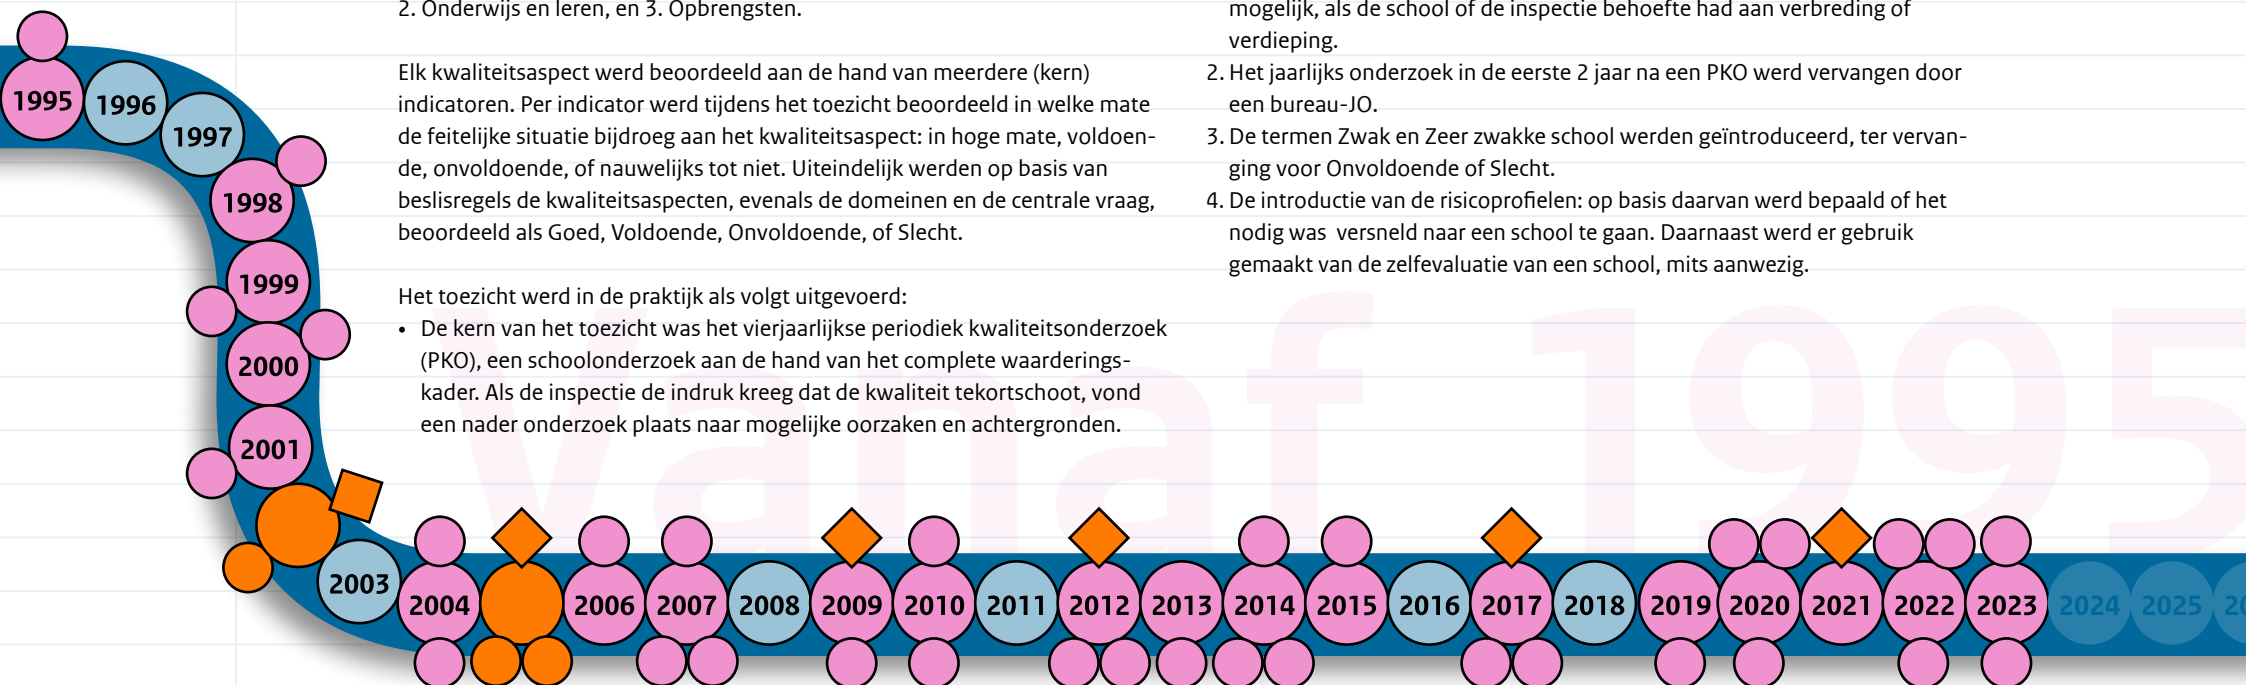 2. Onderwijs en leren, en 3. Opbrengsten.
Elk kwaliteitsaspect werd beoordeeld aan de hand van meerdere (kern)
indicatoren. Per indicator werd tijdens het toezicht beoordeeld in welke mate
de feitelijke situatie bijdroeg aan het kwaliteitsaspect: in hoge mate, voldoen-
de, onvoldoende, of nauwelijks tot niet. Uiteindelijk werden op basis van
beslisregels de kwaliteitsaspecten, evenals de domeinen en de centrale vraag,
beoordeeld als Goed, Voldoende, Onvoldoende, of Slecht.
Het toezicht werd in de praktijk als volgt uitgevoerd:
• De kern van het toezicht was het vierjaarlijkse periodiek kwaliteitsonderzoek
(PKO), een schoolonderzoek aan de hand van het complete waarderings-
kader. Als de inspectie de indruk kreeg dat de kwaliteit tekortschoot, vond
een nader onderzoek plaats naar mogelijke oorzaken en achtergronden.
mogelijk, als de school of de inspectie behoefte had aan verbreding of
verdieping.
2. Het jaarlijks onderzoek in de eerste 2 jaar na een PKO werd vervangen door
een bureau-JO.
3. De termen Zwak en Zeer zwakke school werden geïntroduceerd, ter vervan-
ging voor Onvoldoende of Slecht.
4. De introductie van de risicoprofielen: op basis daarvan werd bepaald of het
nodig was  versneld naar een school te gaan. Daarnaast werd er gebruik
gemaakt van de zelfevaluatie van een school, mits aanwezig.
Vanaf 1995
1995
1996
1997
1998
1999
2000
2001
2003
2004
2006
2007
2008
2009
2010
2011
2012
2013
2014
2015
2016
2017
2018
2019
2020
2021
2022
2023
2024
2025